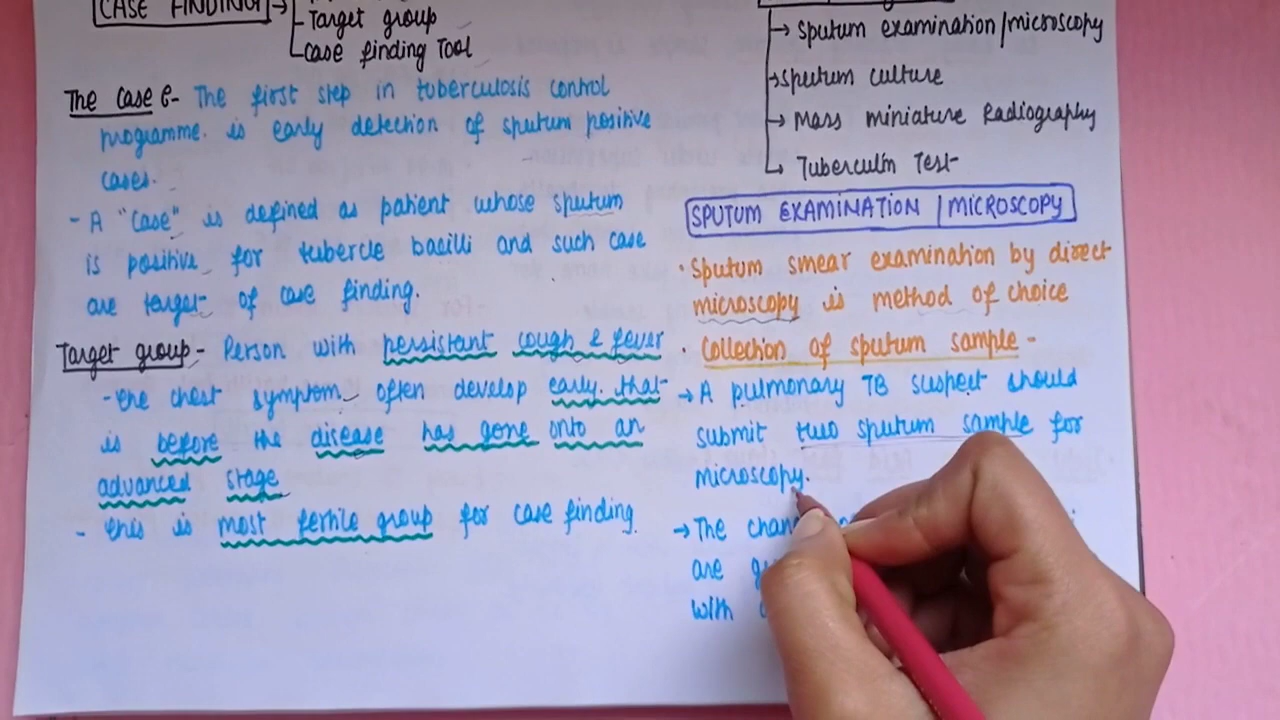 CASE FINDING →
- Target group
- Case finding Tool
The Case :- The first step in tuberculosis control
programme. is early detection of sputum positive
cases.
- A "Case" is defined as patient whose sputum
is positive for tubercle bacilli and such case
are target of case finding.
Target group - Person with persistant cough & fever
- the chest symptom often develop early. that
is before the disease has gone onto an
advanced stage
- this is most fertile group for case finding.
→ Sputum examination/microscopy
→ sputum culture
→ Mass miniature Radiography
→ Tuberculin Test
SPUTUM EXAMINATION / MICROSCOPY
• Sputum smear examination by direct
microscopy is method of choice
• Collection of sputum sample -
→ A pulmonary TB suspect should
submit two sputum sample for
microscopy.
→ The
are
with